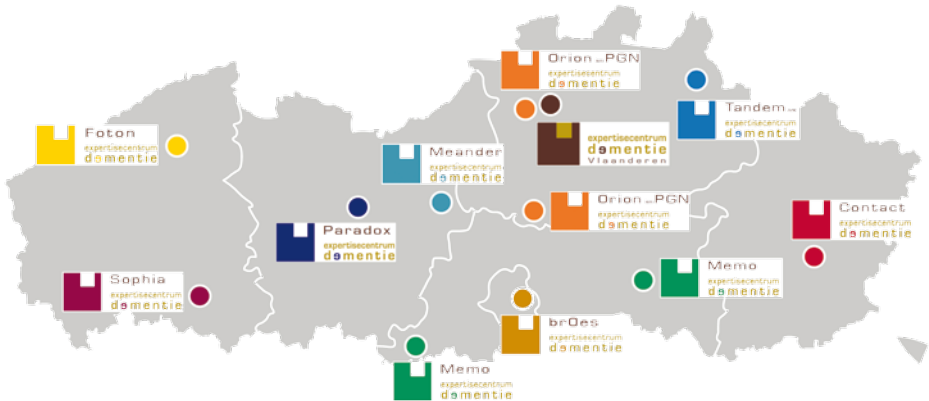 Orion ism PGN
expertisecentrum
dementie
Tandem
expertisecentrum
dementie
Foton
expertisecentrum
dementie
expertisecentrum
dementie
Vlaanderen
Meander
expertisecentrum
dementie
Orion PGN
expertisecentrum
dementie
Contact
expertisecentrum
dementie
Paradox
expertisecentrum
dementie
Memo
expertisecentrum
dementie
Sophia
expertisecentrum
dementie
brOes
expertisecentrum
dementie
Memo
expertisecentrum
dementie